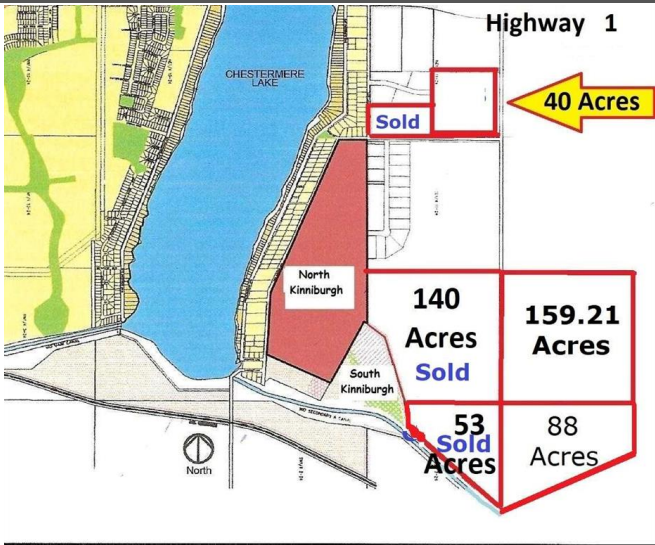 Highway 1
CHESTERMERE
LAKE
40 Acres
Sold
North
Kinniburgh
140
Acres
Sold
159.21
Acres
South
Kinniburgh
53
Sold
Acres
88
Acres
North